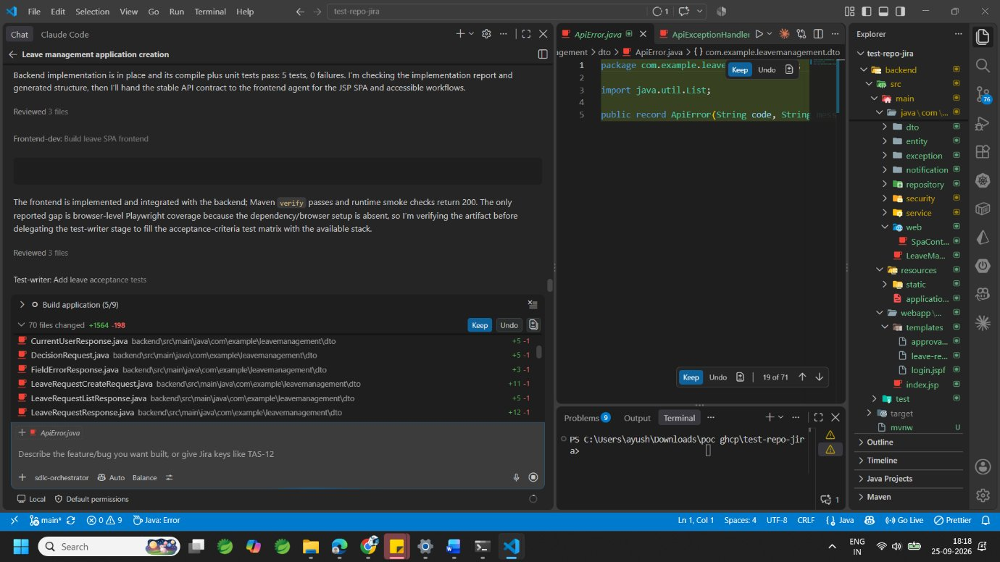 File Edit Selection View Go Run Terminal Help
test-repo-jira
1
Chat Claude Code
Leave management application creation
Backend implementation is in place and its compile plus unit tests pass: 5 tests, 0 failures. I'm checking the implementation report and
generated structure, then I'll hand the stable API contract to the frontend agent for the JSP SPA and accessible workflows.
Reviewed 3 files
Frontend-dev: Build leave SPA frontend
The frontend is implemented and integrated with the backend; Maven verify passes and runtime smoke checks return 200. The only
reported gap is browser-level Playwright coverage because the dependency/browser setup is absent, so I'm verifying the artifact before
delegating the test-writer stage to fill the acceptance-criteria test matrix with the available stack.
Reviewed 3 files
Test-writer: Add leave acceptance tests
Build application (5/9)
70 files changed +1564 -198
Keep Undo
CurrentUserResponse.java backend\src\main\java\com\example\leavemanagement\dto +5 -1
DecisionRequest.java backend\src\main\java\com\example\leavemanagement\dto +5 -1
FieldErrorResponse.java backend\src\main\java\com\example\leavemanagement\dto +3 -1
LeaveRequestCreateRequest.java backend\src\main\java\com\example\leavemanagement\dto +11 -1
LeaveRequestListResponse.java backend\src\main\java\com\example\leavemanagement\dto +5 -1
LeaveRequestResponse.java backend\src\main\java\com\example\leavemanagement\dto +12 -1
ApiError.java
Describe the feature/bug you want built, or give Jira keys like TAS-12
sdlc-orchestrator Auto Balance
Local Default permissions
ApiError.java ApiExceptionHandler
agement > dto > ApiError.java > {} com.example.leavemanagement.dto
1 package com.example.leave
Keep Undo
2
3 import java.util.List;
4
5 public record ApiError(String code, String mess
Keep Undo 19 of 71
Problems 9 Output Terminal
PS C:\Users\ayush\Downloads\poc ghcp\test-repo-jir
a>
1
Explorer
test-repo-jira
backend
src
main
java\com\...
dto
entity
exception
notification
repository
security
service
web
SpaCont...
LeaveMa...
resources
static
applicatio...
webapp\...
templates
approva...
leave-re...
login.jspf
index.jsp
test
target
mvnw U
Outline
Timeline
Java Projects
Maven
76
main* 0 9 Java: Error
Ln 1, Col 1 Spaces: 4 UTF-8 CRLF {} Java Go Live Prettier
Search
ENG
IN
18:18
25-09-2026